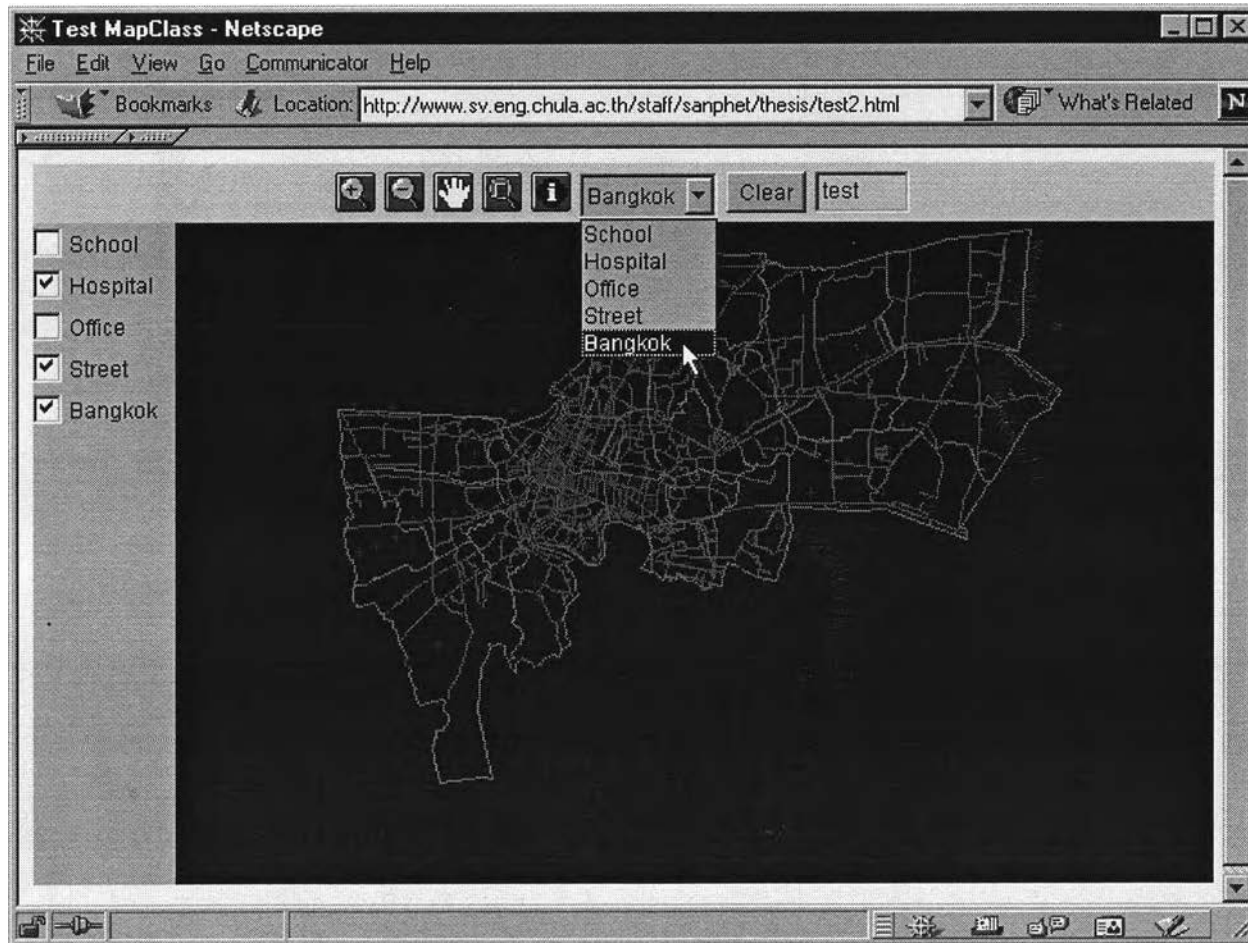 Test MapClass - Netscape
File Edit View Go Communicator Help
Bookmarks Location: http://www.sv.eng.chula.ac.th/staff/sanphet/thesis/test2.html What's Related N
Bangkok Clear test
School
Hospital
Office
Street
Bangkok
School
Hospital
Office
Street
Bangkok